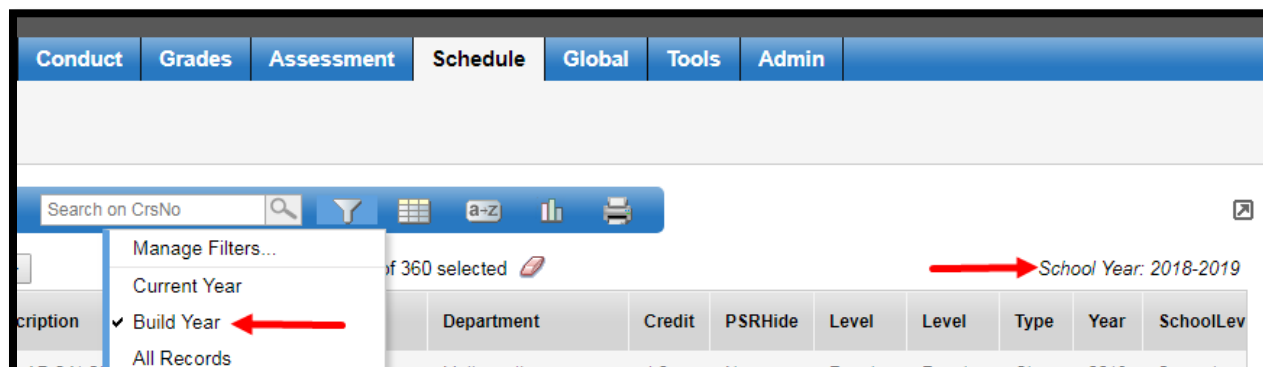 Conduct Grades Assessment Schedule Global Tools Admin
Search on CrsNo a→z
Manage Filters...
of 360 selected School Year: 2018-2019
Current Year
cription Build Year Department Credit PSRHide Level Level Type Year SchoolLev
All Records